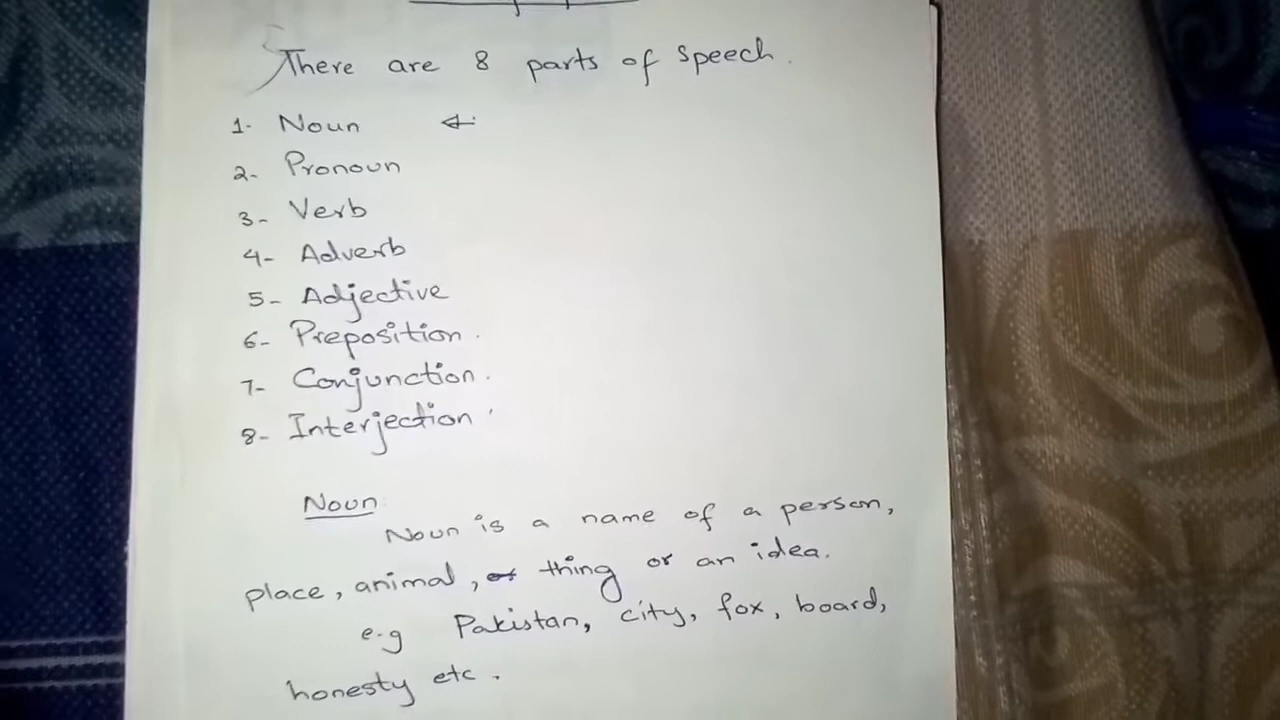 There are 8 parts of speech.
1- Noun
2- Pronoun
3- Verb
4- Adverb
5- Adjective
6- Preposition.
7- Conjunction.
8- Interjection.
Noun:
Noun is a name of a person,
place, animal, or thing or an idea.
e.g Pakistan, city, fox, board,
honesty etc.